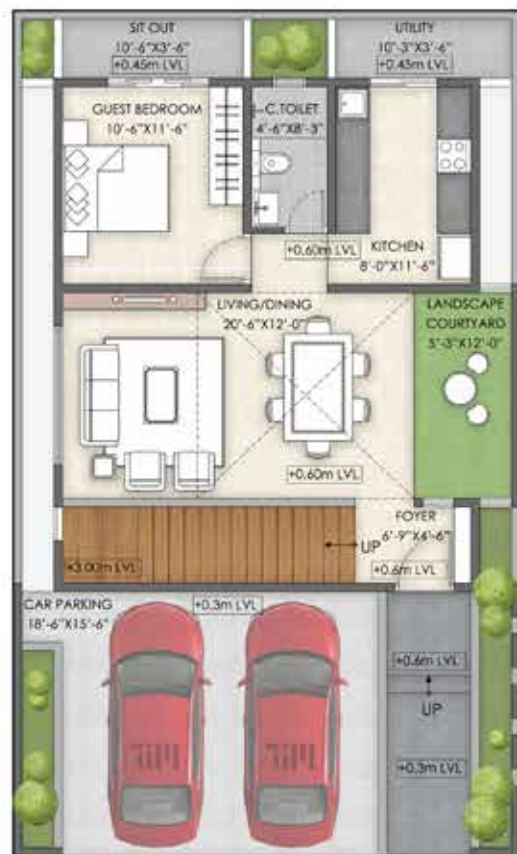 SIT OUT
10'-6"X3'-6"
+0.45m LVL
UTILITY
10'-3"X3'-6"
+0.45m LVL
GUEST BEDROOM
10'-6"X11'-6"
C.TOILET
4'-6"X8'-3"
+0.60m LVL
KITCHEN
8'-0"X11'-6"
LIVING/DINING
20'-6"X12'-0"
LANDSCAPE
COURTYARD
5'-3"X12'-0"
+0.60m LVL
FOYER
6'-9"X4'-6"
UP
+0.6m LVL
+3.00m LVL
CAR PARKING
18'-6"X15'-6"
+0.3m LVL
+0.6m LVL
UP
+0.3m LVL